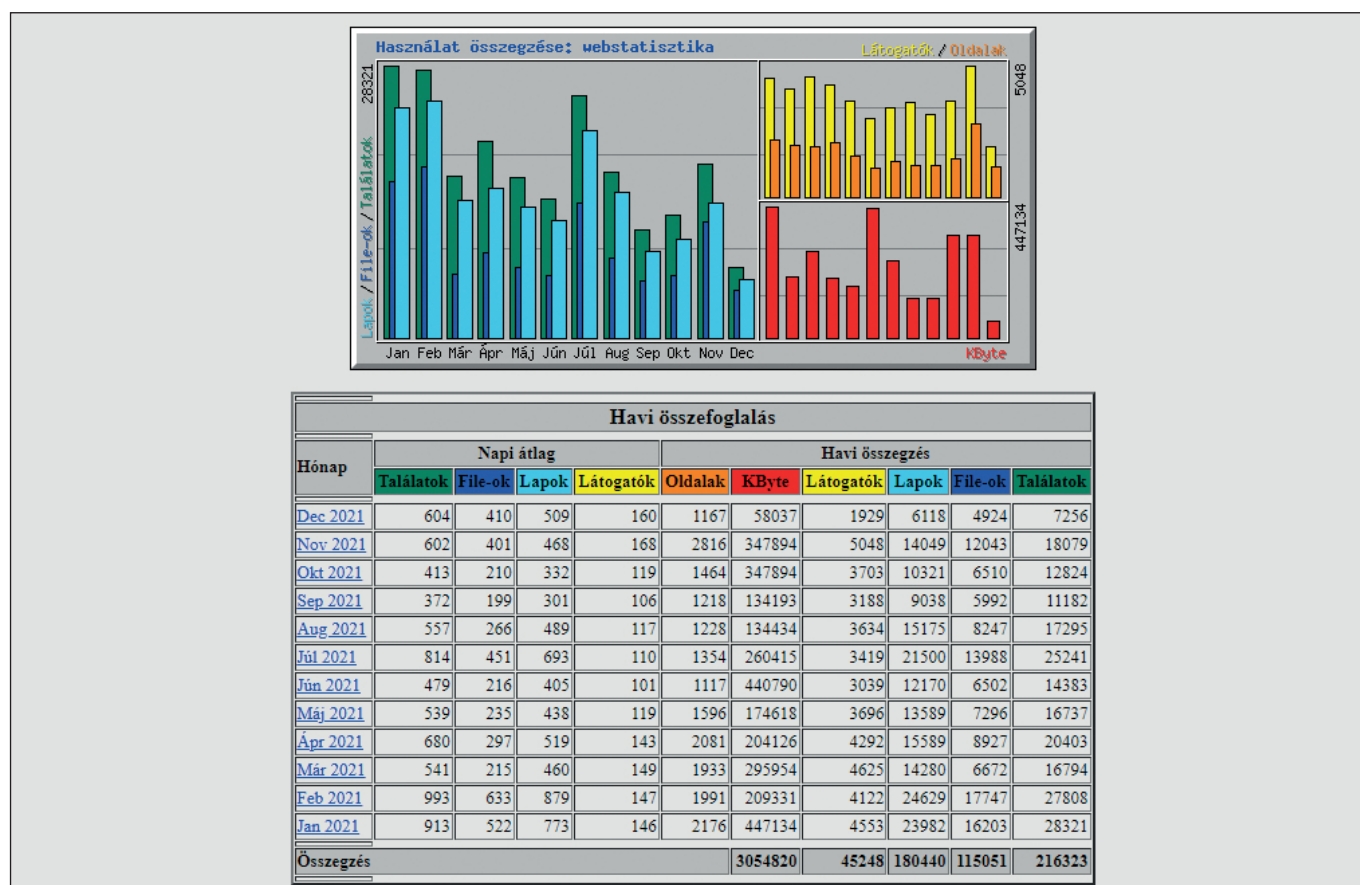 Használat összegzése: webstatisztika
Látogatók / Oldalak
28321
5048
Lapok / File-ok / Találatok
447134
Jan Feb Már Ápr Máj Jún Júl Aug Sep Okt Nov Dec
KByte
Havi összefoglalás
Hónap Napi átlag Havi összegzés
Találatok File-ok Lapok Látogatók Oldalak KByte Látogatók Lapok File-ok Találatok
Dec 2021 604 410 509 160 1167 58037 1929 6118 4924 7256
Nov 2021 602 401 468 168 2816 347894 5048 14049 12043 18079
Okt 2021 413 210 332 119 1464 347894 3703 10321 6510 12824
Sep 2021 372 199 301 106 1218 134193 3188 9038 5992 11182
Aug 2021 557 266 489 117 1228 134434 3634 15175 8247 17295
Júl 2021 814 451 693 110 1354 260415 3419 21500 13988 25241
Jún 2021 479 216 405 101 1117 440790 3039 12170 6502 14383
Máj 2021 539 235 438 119 1596 174618 3696 13589 7296 16737
Ápr 2021 680 297 519 143 2081 204126 4292 15589 8927 20403
Már 2021 541 215 460 149 1933 295954 4625 14280 6672 16794
Feb 2021 993 633 879 147 1991 209331 4122 24629 17747 27808
Jan 2021 913 522 773 146 2176 447134 4553 23982 16203 28321
Összegzés 3054820 45248 180440 115051 216323